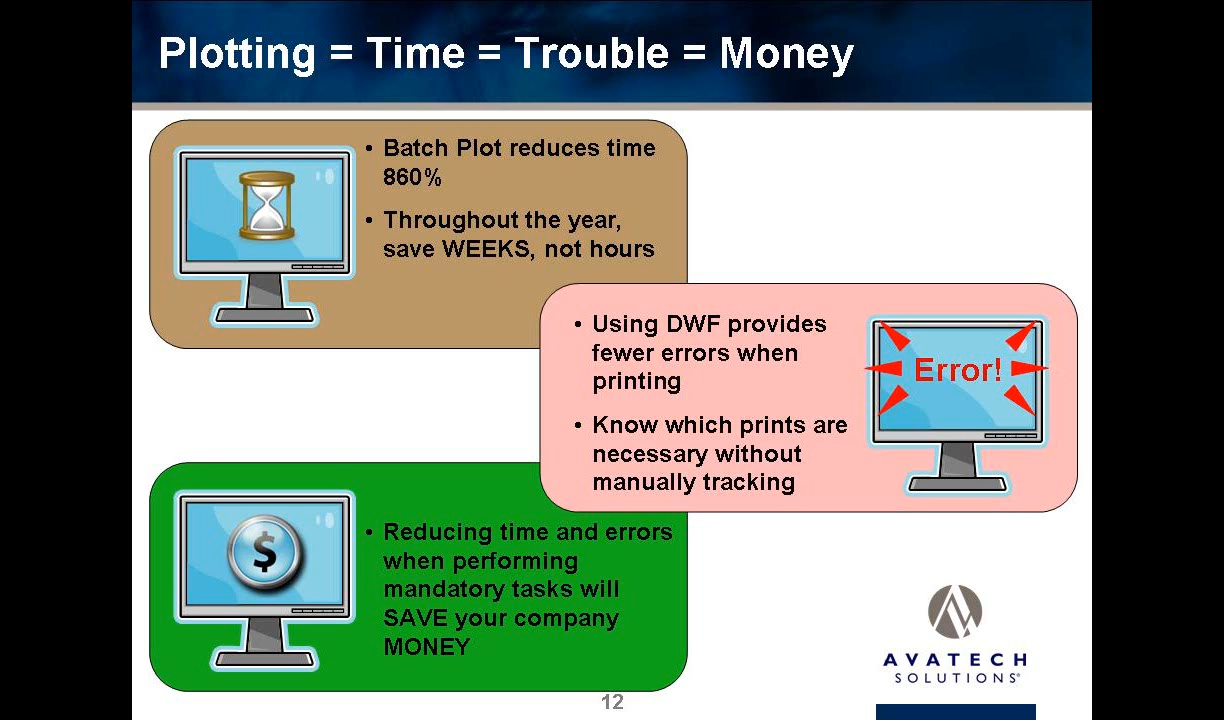 Plotting = Time = Trouble = Money
• Batch Plot reduces time
860%
• Throughout the year,
save WEEKS, not hours
• Using DWF provides
fewer errors when
printing
• Know which prints are
necessary without
manually tracking
Error!
$
• Reducing time and errors
when performing
mandatory tasks will
SAVE your company
MONEY
AVATECH
SOLUTIONS®
12